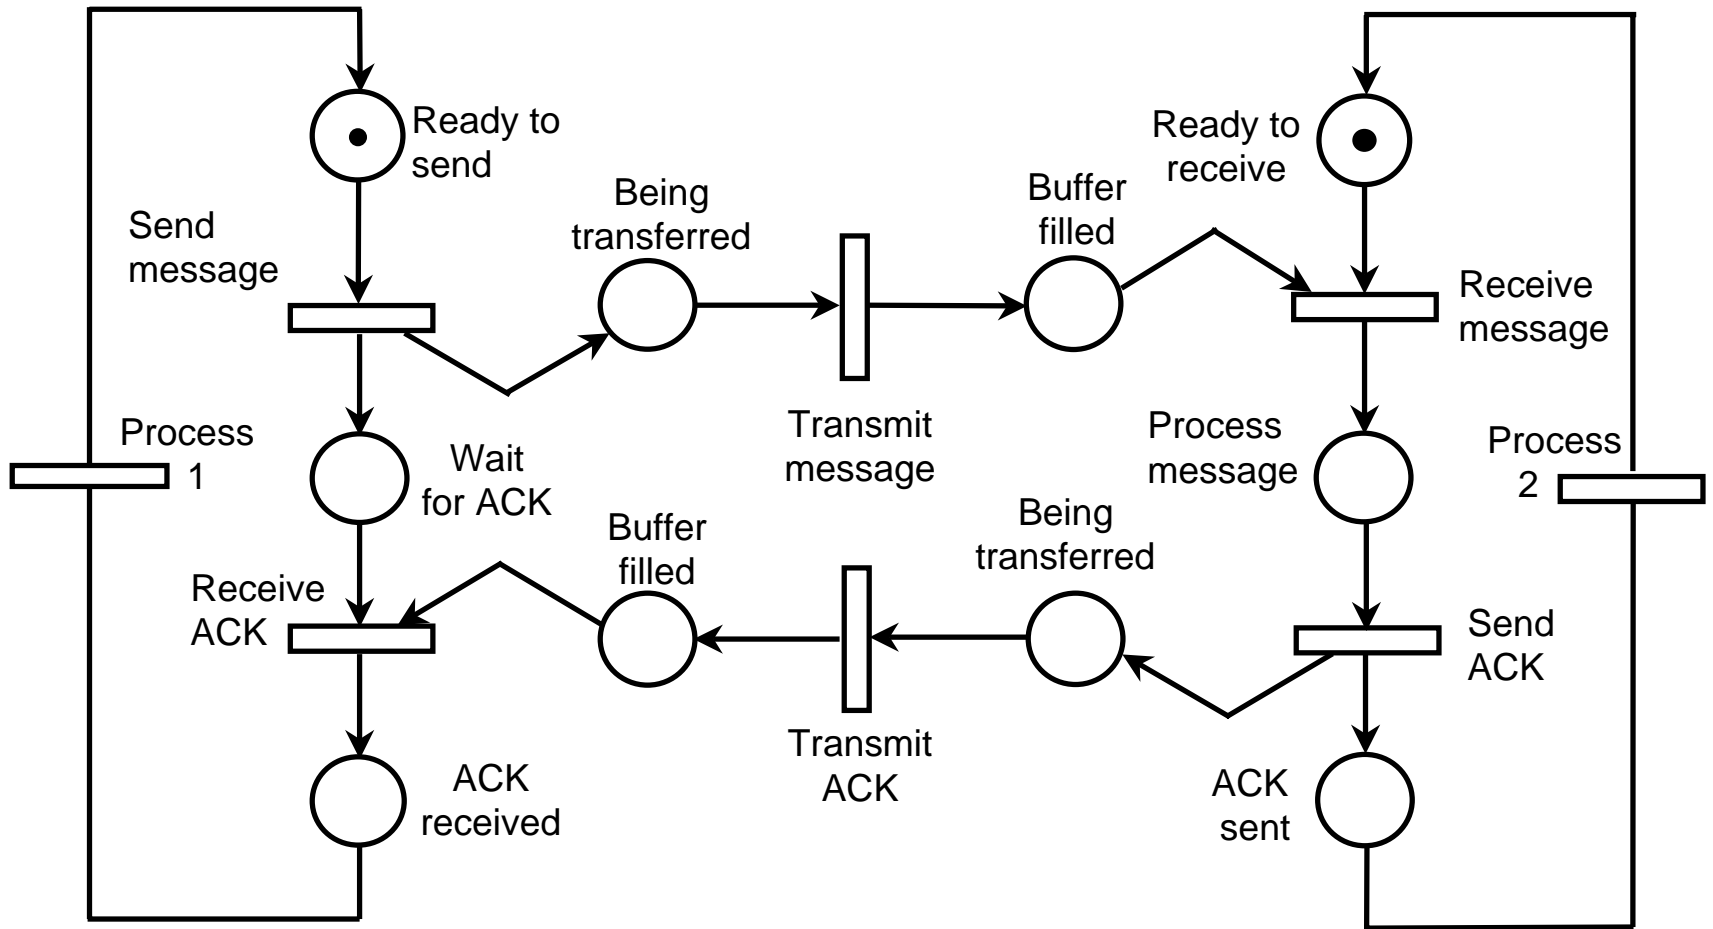 Ready to
send
Ready to
receive
Being
transferred
Buffer
filled
Send
message
Receive
message
Process
1
Wait
for ACK
Transmit
message
Process
message
Process
2
Buffer
filled
Being
transferred
Receive
ACK
Send
ACK
Transmit
ACK
ACK
received
ACK
sent